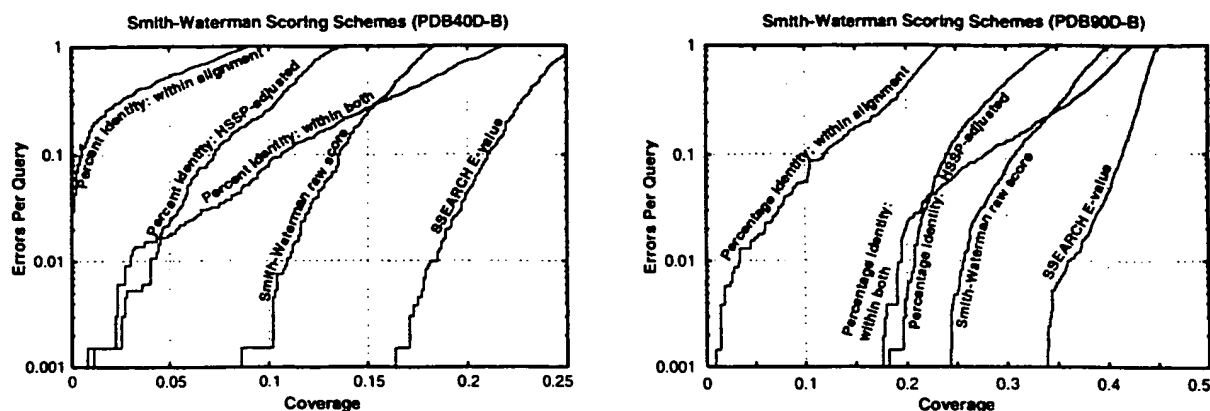 Smith-Waterman Scoring Schemes (PDB40D-B)
Errors Per Query
1
0.1
0.01
0.001
0
0.05
0.1
0.15
0.2
0.25
Coverage
Percent Identity: within alignment
Percent Identity: HSSP-adjusted
Percent Identity: within both
Smith-Waterman raw score
SSEARCH E-value
Smith-Waterman Scoring Schemes (PDB90D-B)
Errors Per Query
1
0.1
0.01
0.001
0
0.1
0.2
0.3
0.4
0.5
Coverage
Percentage Identity: within alignment
Percentage Identity:
within both
Percentage Identity: HSSP-adjusted
Smith-Waterman raw score
SSEARCH E-value